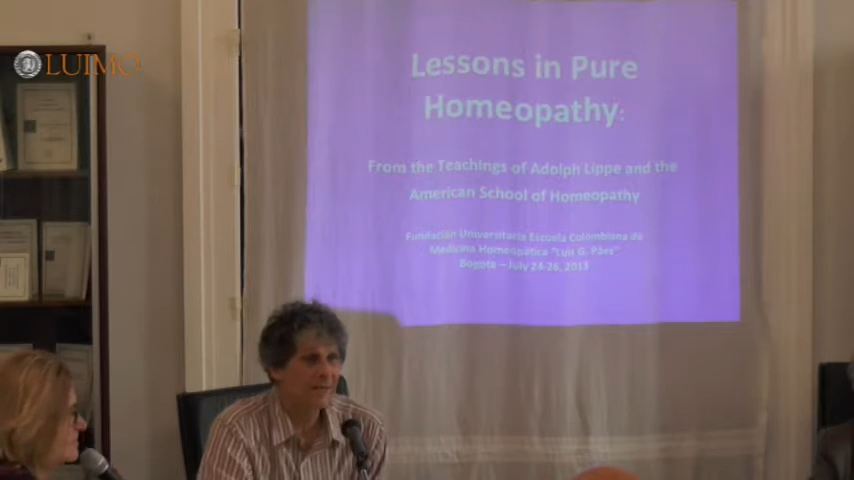 LUIMO
Lessons in Pure
Homeopathy:
From the Teachings of Adolph Lippe and the
American School of Homeopathy
Fundación Universitaria Escuela Colombiana de
Medicina Homeopática "Luis G. Páez"
Bogota – July 24-26, 2013